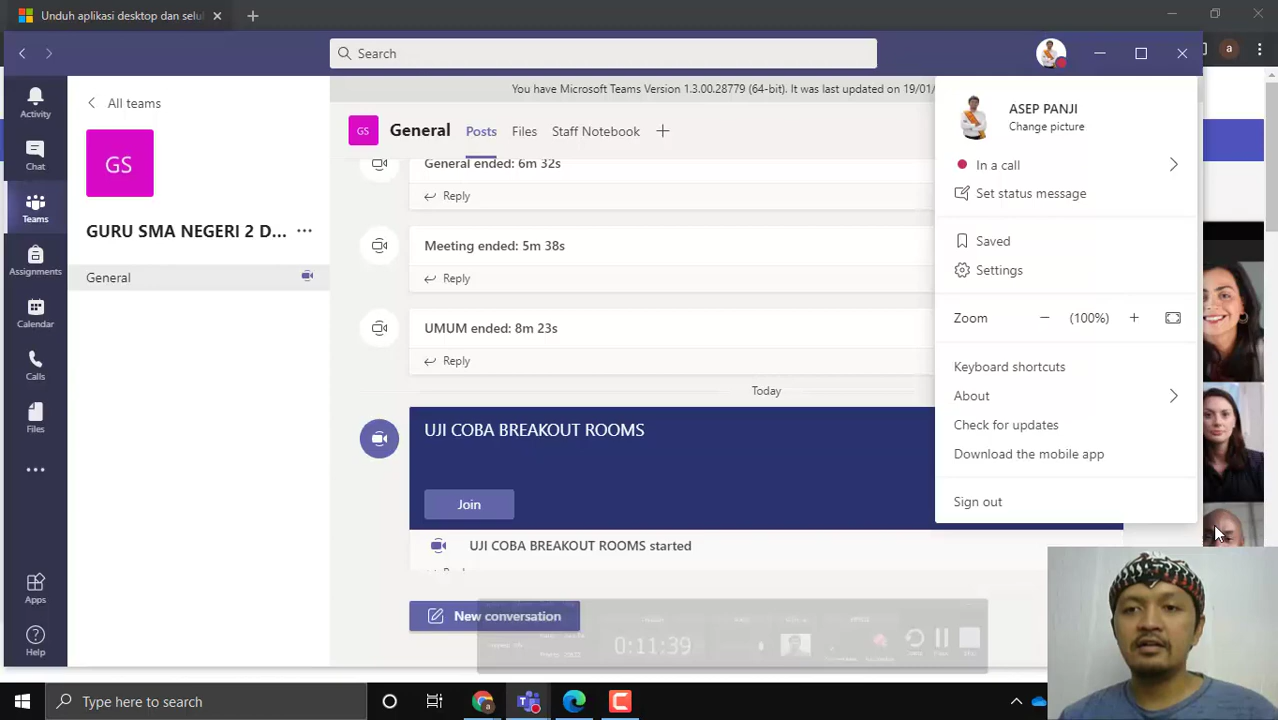 Unduh aplikasi desktop dan selul
a
Search
You have Microsoft Teams Version 1.3.00.28779 (64-bit). It was last updated on 19/01/
Activity
Chat
Teams
Assignments
Calendar
Calls
Files
Apps
Help
All teams
GS
GURU SMA NEGERI 2 D...
General
GS
General
Posts
Files
Staff Notebook
General ended: 6m 32s
Reply
Meeting ended: 5m 38s
Reply
UMUM ended: 8m 23s
Reply
Today
UJI COBA BREAKOUT ROOMS
Join
UJI COBA BREAKOUT ROOMS started
New conversation
0:11:39
ASEP PANJI
Change picture
In a call
Set status message
Saved
Settings
Zoom
(100%)
Keyboard shortcuts
About
Check for updates
Download the mobile app
Sign out
Type here to search